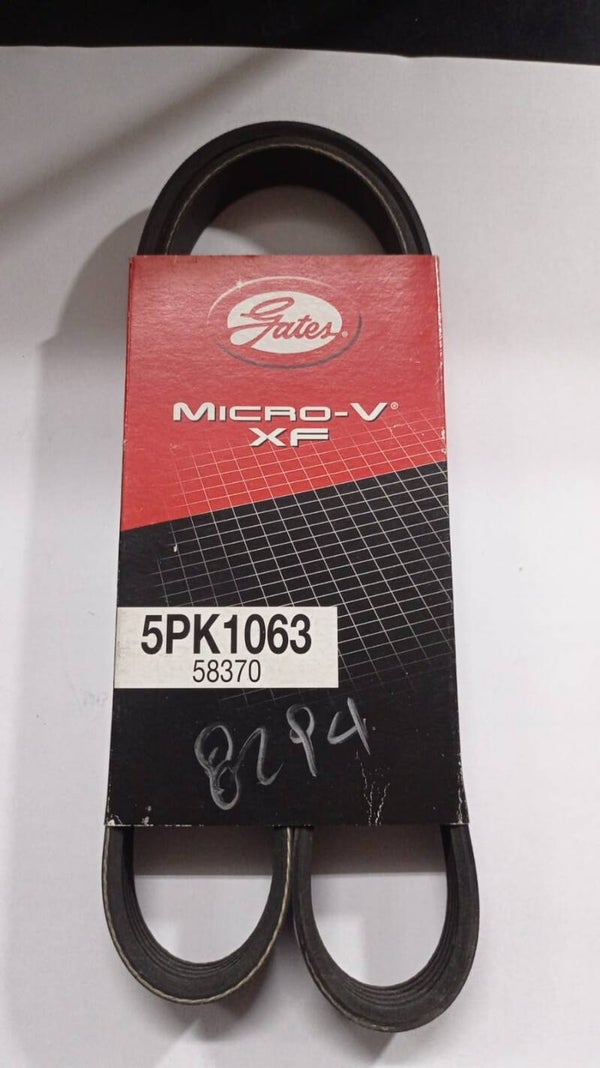 Gates®
MICRO-V®
XF
5PK1063
58370
8294